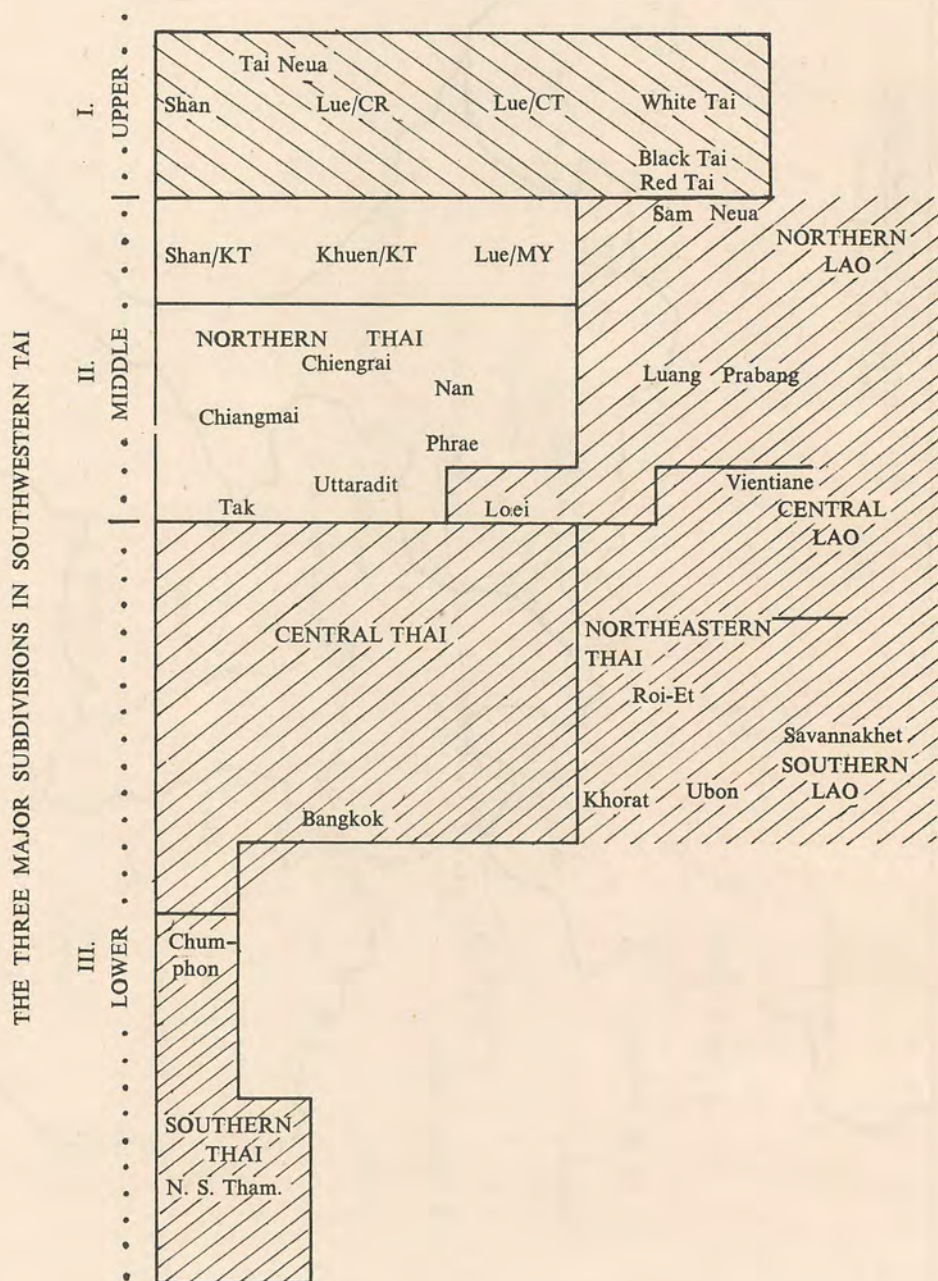 THE THREE MAJOR SUBDIVISIONS IN SOUTHWESTERN TAI
I.
UPPER
Tai Neua
Shan Lue/CR Lue/CT White Tai
Black Tai
Red Tai
II.
MIDDLE
Sam Neua
NORTHERN
LAO
Shan/KT Khuen/KT Lue/MY
NORTHERN THAI
Chiengrai
Nan
Chiangmai
Phrae
Uttaradit
Tak
Luang Prabang
Loei
Vientiane
CENTRAL
LAO
III.
LOWER
CENTRAL THAI
Bangkok
NORTHEASTERN
THAI
Roi-Et
Khorat Ubon
Savannakhet
SOUTHERN
LAO
Chum-
phon
SOUTHERN
THAI
N. S. Tham.